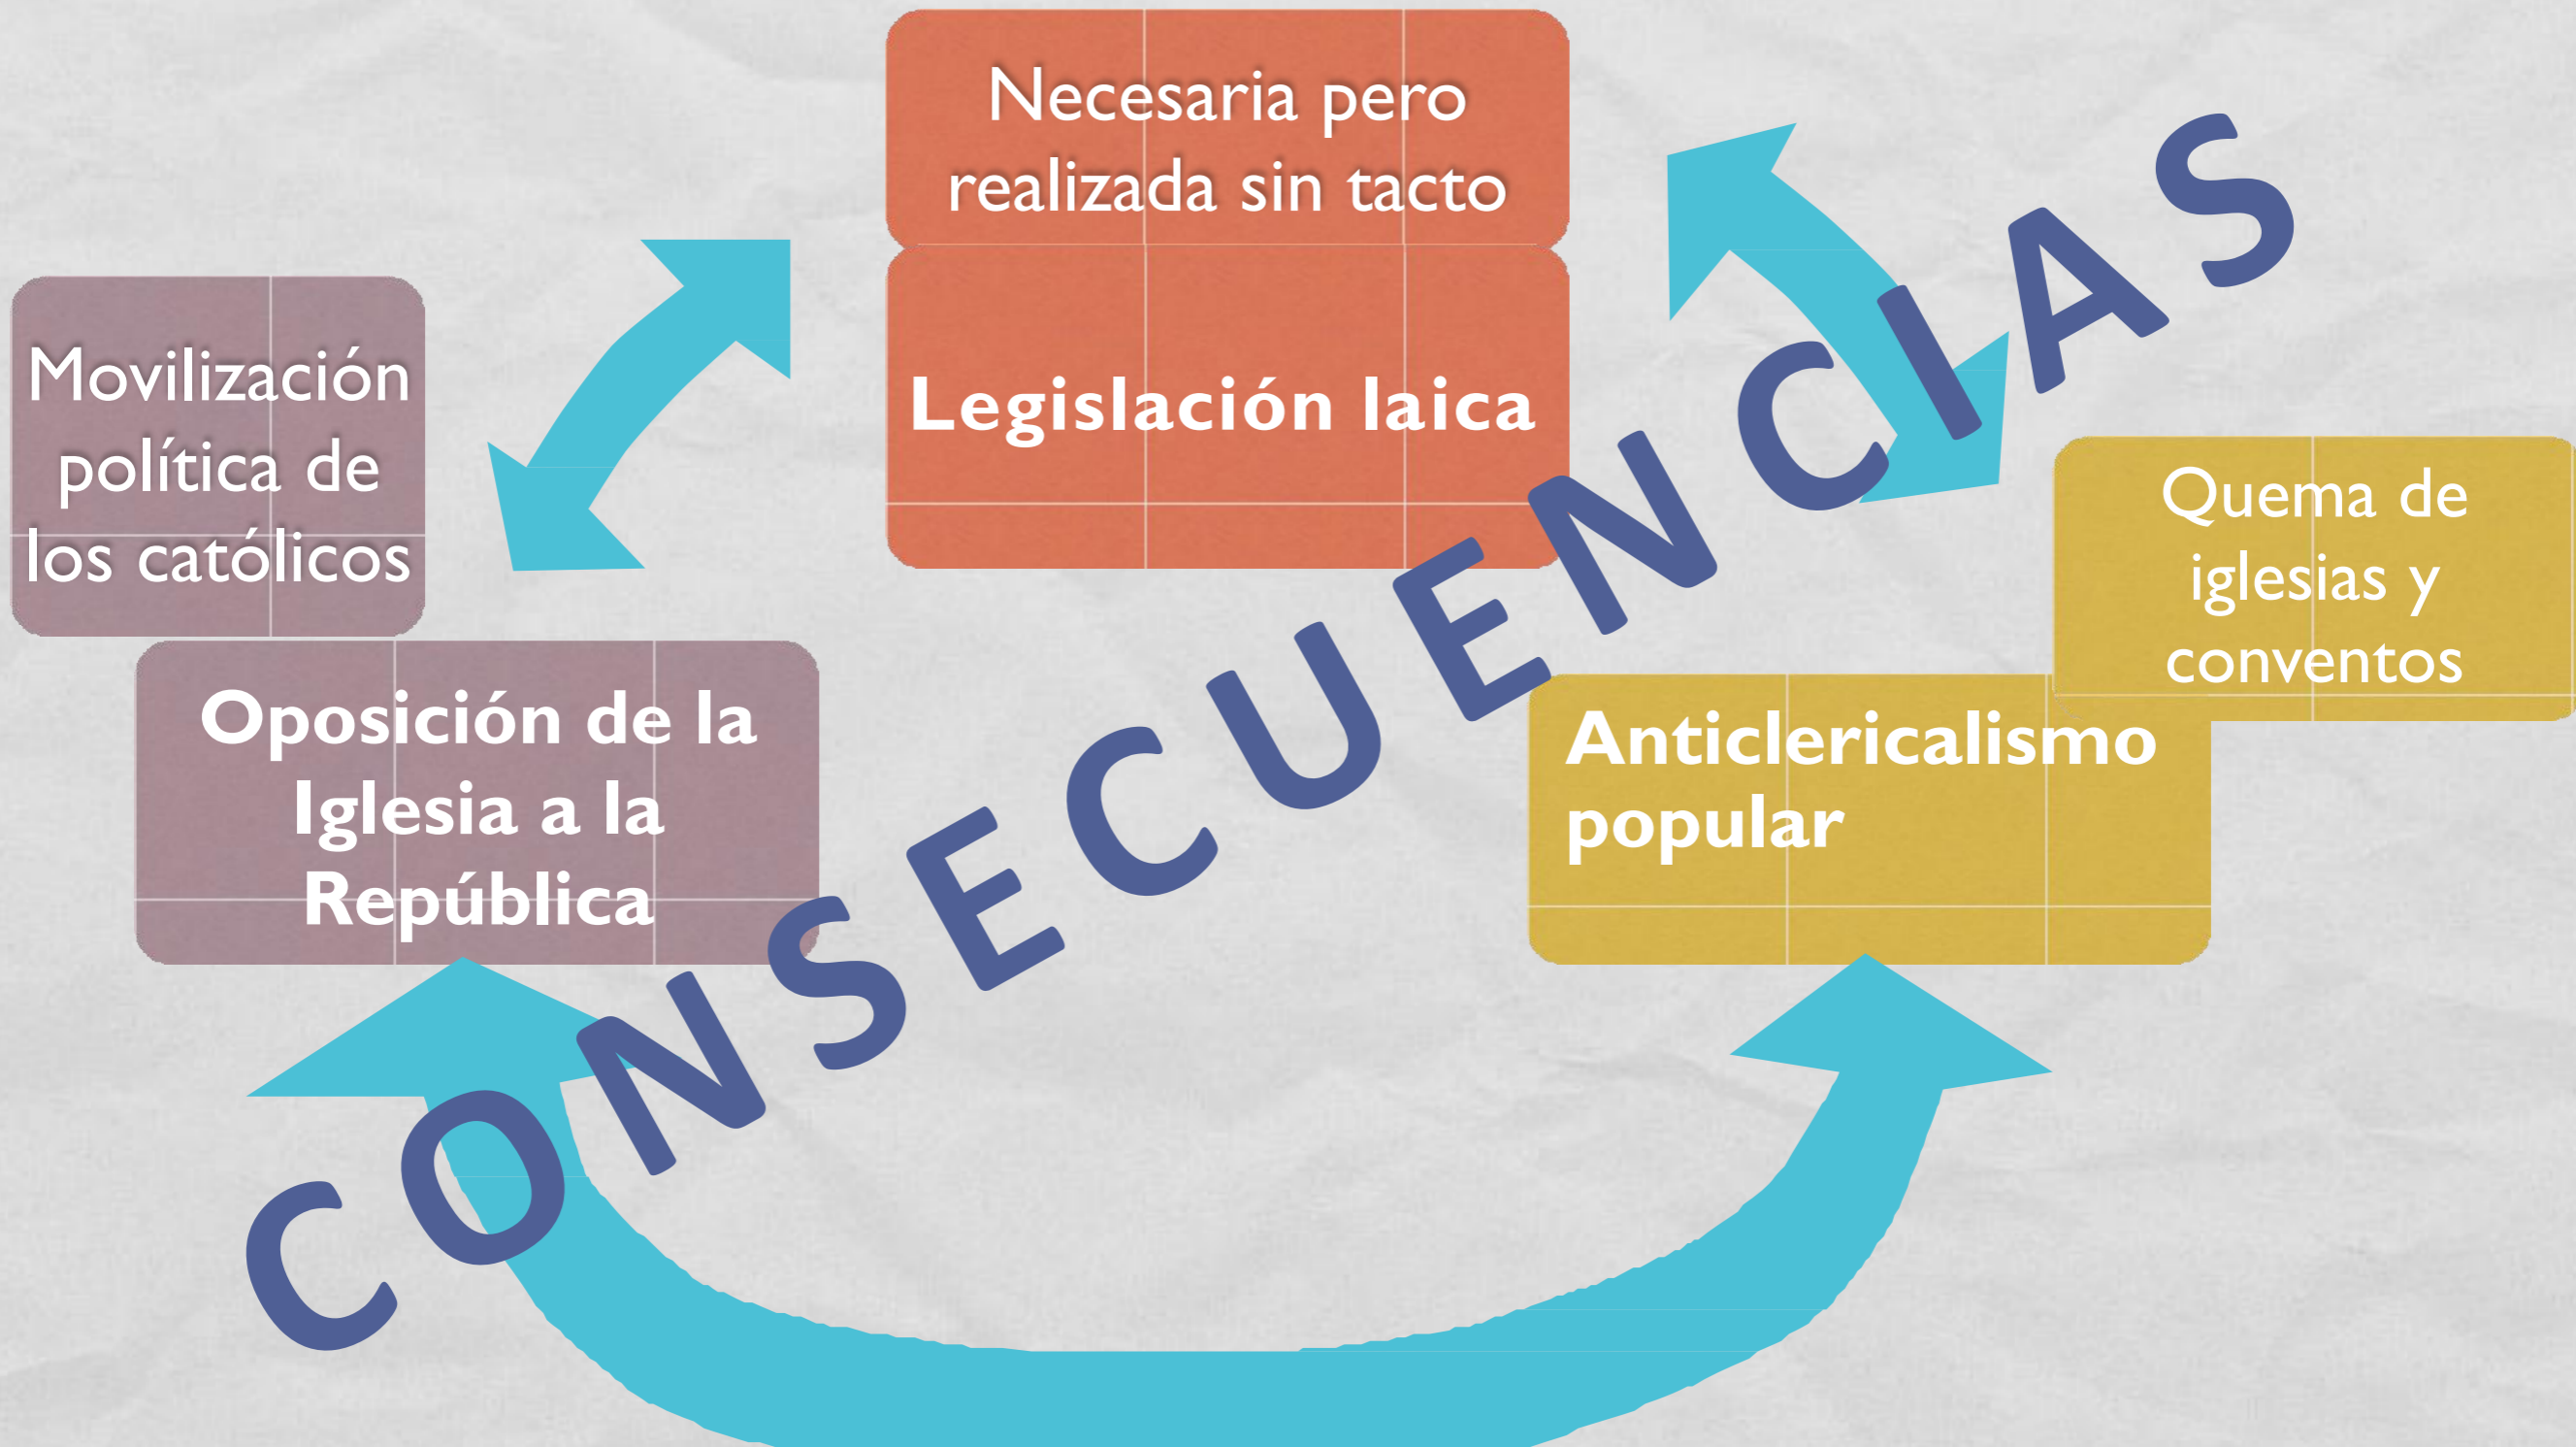 Necesaria pero
realizada sin tacto
Legislación laica
Movilización
política de
los católicos
Oposición de la
Iglesia a la
República
Quema de
iglesias y
conventos
Anticlericalismo
popular
CONSECUENCIAS